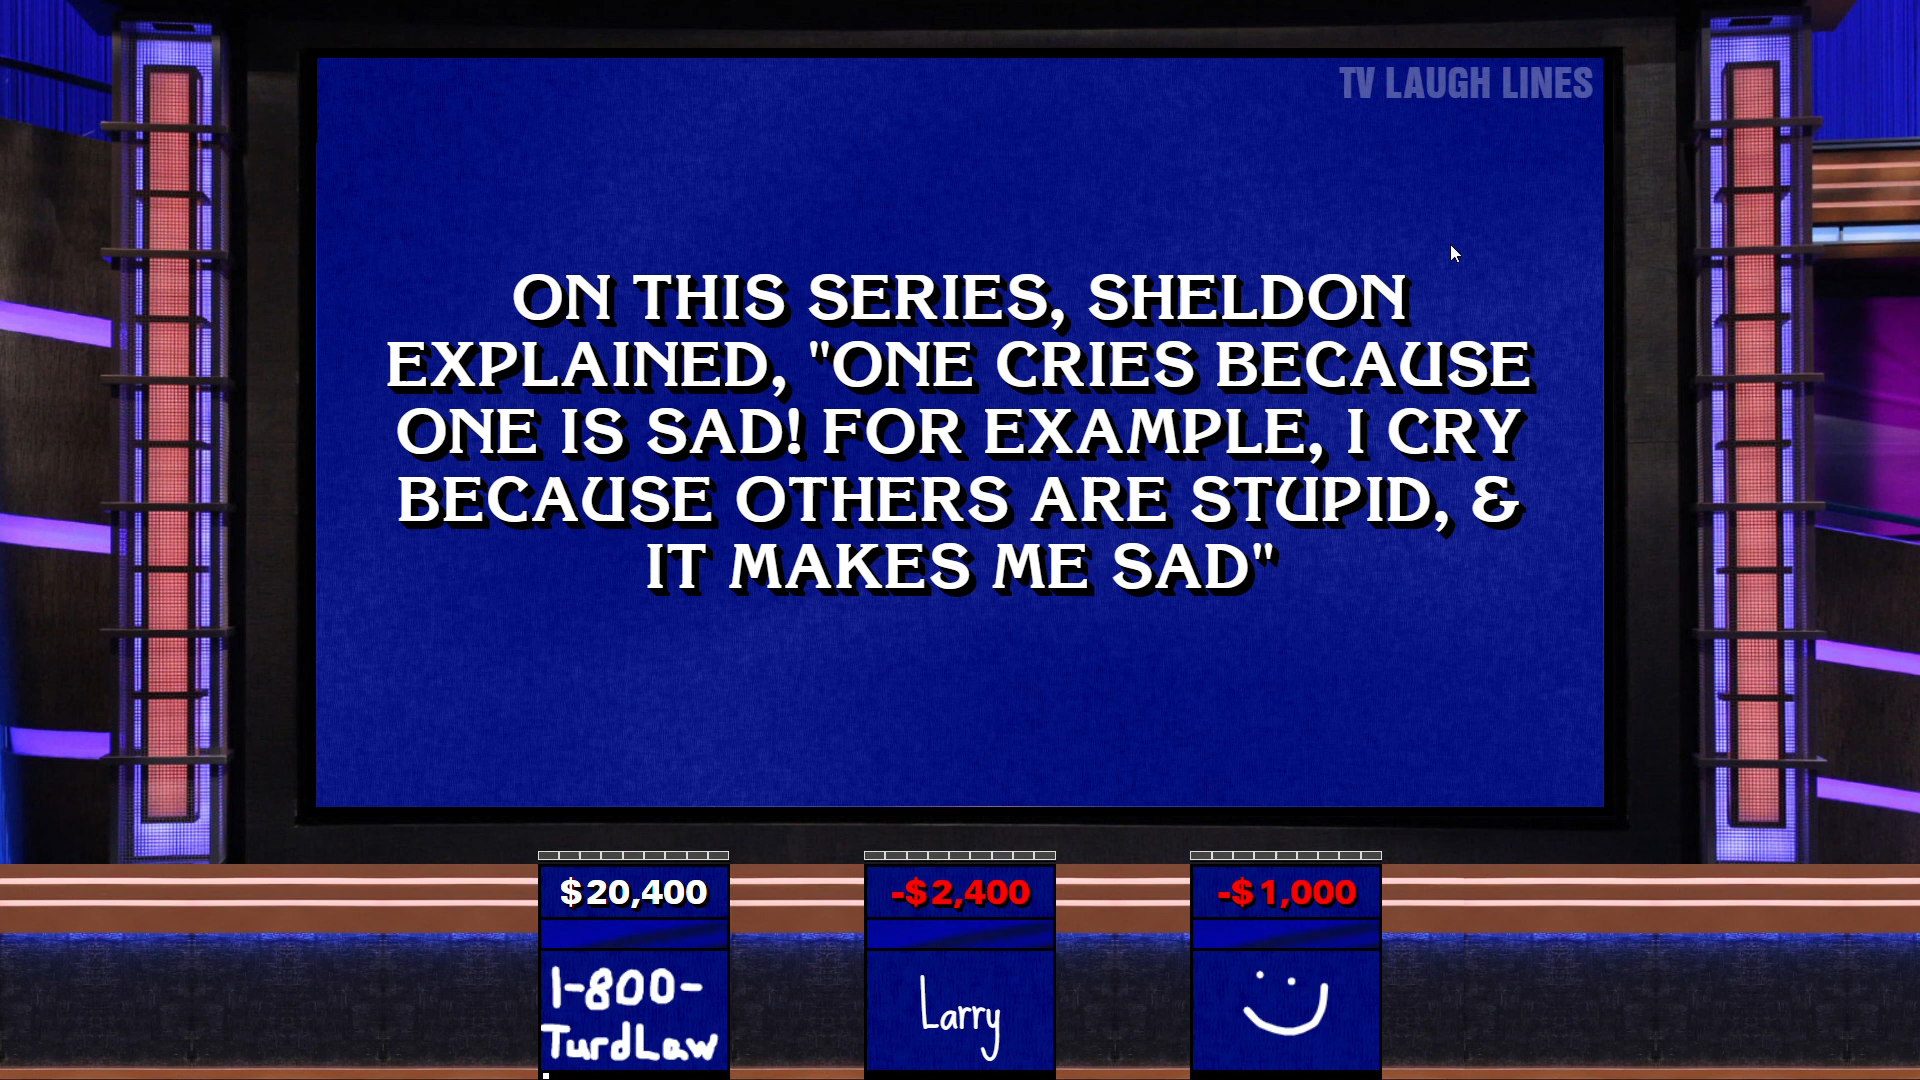 TV LAUGH LINES
ON THIS SERIES, SHELDON
EXPLAINED, "ONE CRIES BECAUSE
ONE IS SAD! FOR EXAMPLE, I CRY
BECAUSE OTHERS ARE STUPID, &
IT MAKES ME SAD"
$20,400
-$2,400
-$1,000
1-800-
TurdLaw
Larry